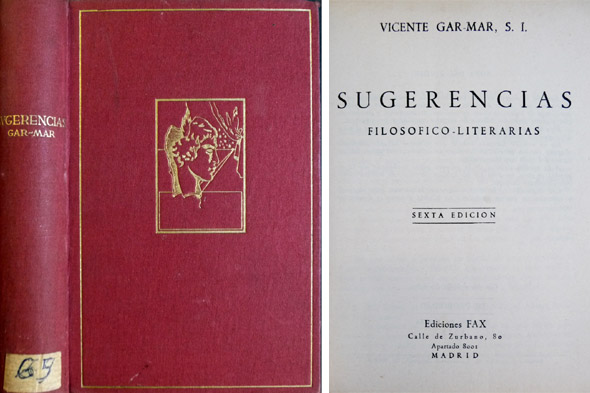 SUGERENCIAS
GAR-MAR
VICENTE GAR-MAR, S. I.
SUGERENCIAS
FILOSOFICO-LITERARIAS
SEXTA EDICION
Ediciones FAX
Calle de Zurbano, 80
Apartado 8001
MADRID